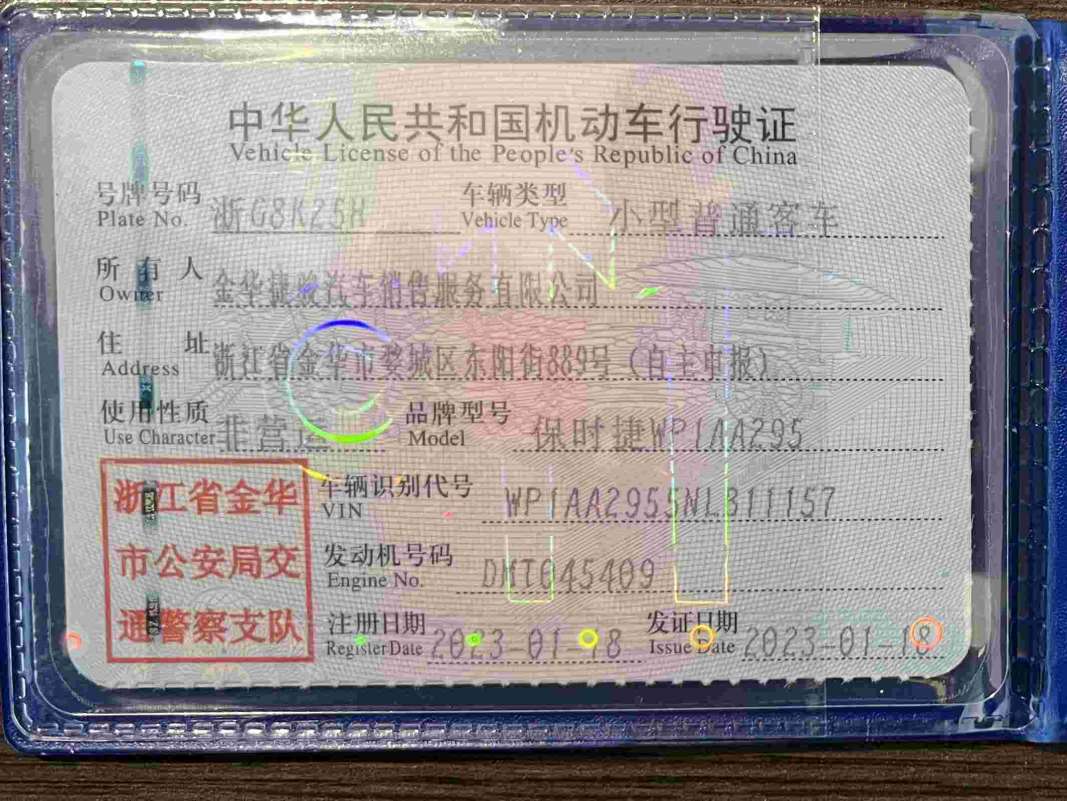 中华人民共和国机动车行驶证
Vehicle License of the People's Republic of China
号牌号码 浙G8K25H 车辆类型 小型普通客车
Plate No. Vehicle Type
所有人 金华捷骏汽车销售服务有限公司
Owner
住址 浙江省金华市婺城区东阳街889号(自主申报)
Address
使用性质 非营运 品牌型号 保时捷WP1AA295
Use Character Model
浙江省金华
市公安局交
通警察支队
车辆识别代号 WP1AA2955NL311157
VIN
发动机号码 DMT045409
Engine No.
注册日期 2023-01-18 发证日期 2023-01-18
Register Date Issue Date